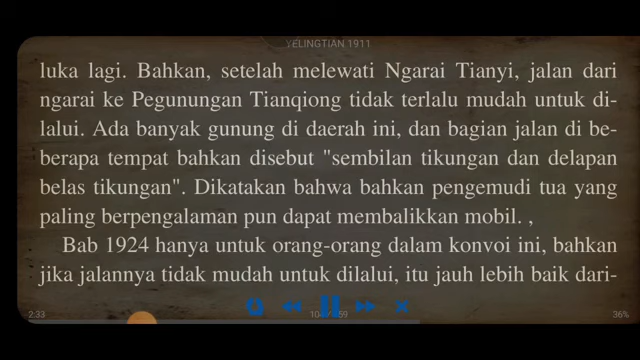 YELINGTIAN 1911
luka lagi. Bahkan, setelah melewati Ngarai Tianyi, jalan dari
ngarai ke Pegunungan Tianqiong tidak terlalu mudah untuk di-
lalui. Ada banyak gunung di daerah ini, dan bagian jalan di be-
berapa tempat bahkan disebut "sembilan tikungan dan delapan
belas tikungan". Dikatakan bahwa bahkan pengemudi tua yang
paling berpengalaman pun dapat membalikkan mobil. ,
Bab 1924 hanya untuk orang-orang dalam konvoi ini, bahkan
jika jalannya tidak mudah untuk dilalui, itu jauh lebih baik dari-
2:33
36%